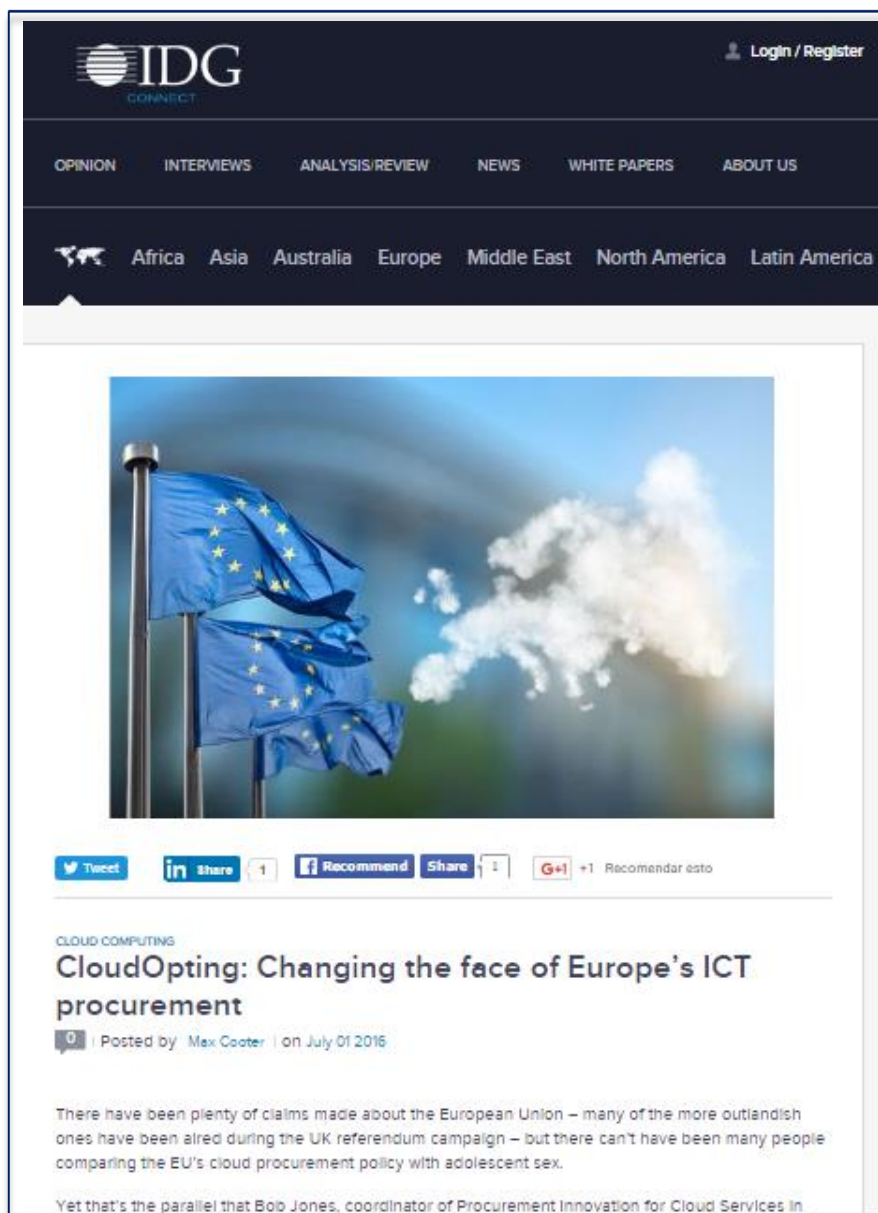 IDG
CONNECT
Login / Register
OPINION INTERVIEWS ANALYSIS/REVIEW NEWS WHITE PAPERS ABOUT US
Africa Asia Australia Europe Middle East North America Latin America
Tweet in Share 1 Recommend Share 1 G+1 +1 Recomendar esto
CLOUD COMPUTING
CloudOpting: Changing the face of Europe's ICT
procurement
0 | Posted by Max Cooter | on July 01 2016
There have been plenty of claims made about the European Union – many of the more outlandish
ones have been aired during the UK referendum campaign – but there can't have been many people
comparing the EU's cloud procurement policy with adolescent sex.
Yet that's the parallel that Bob Jones, coordinator of Procurement Innovation for Cloud Services in